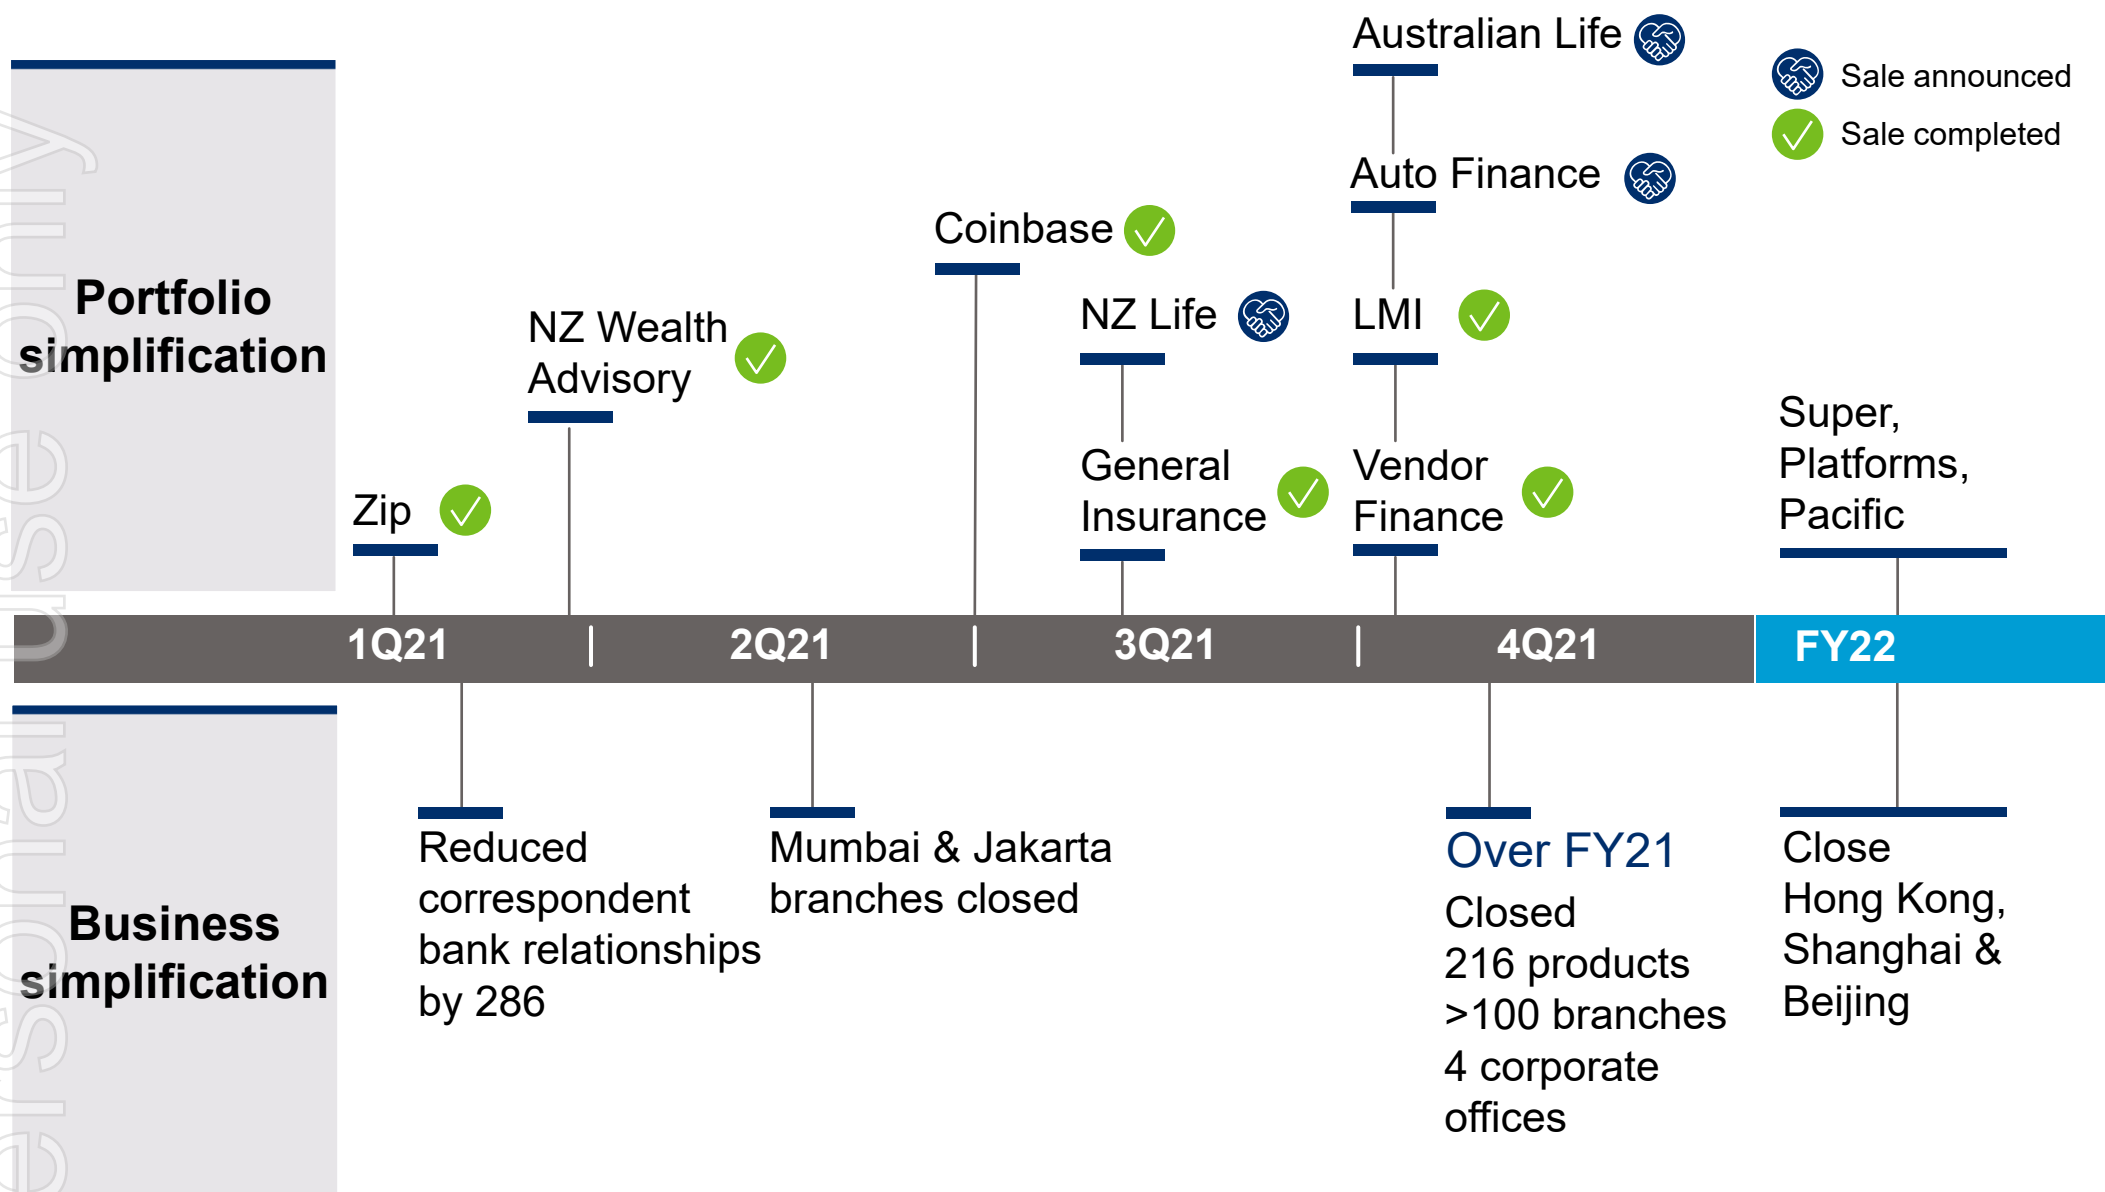 Australian Life
Sale announced
Sale completed
Auto Finance
Coinbase
Portfolio
simplification
NZ Wealth
Advisory
NZ Life
LMI
Zip
General
Insurance
Vendor
Finance
Super,
Platforms,
Pacific
1Q21 | 2Q21 | 3Q21 | 4Q21 FY22
Business
simplification
Reduced
correspondent
bank relationships
by 286
Mumbai & Jakarta
branches closed
Over FY21
Closed
216 products
>100 branches
4 corporate
offices
Close
Hong Kong,
Shanghai &
Beijing
ersonal use only